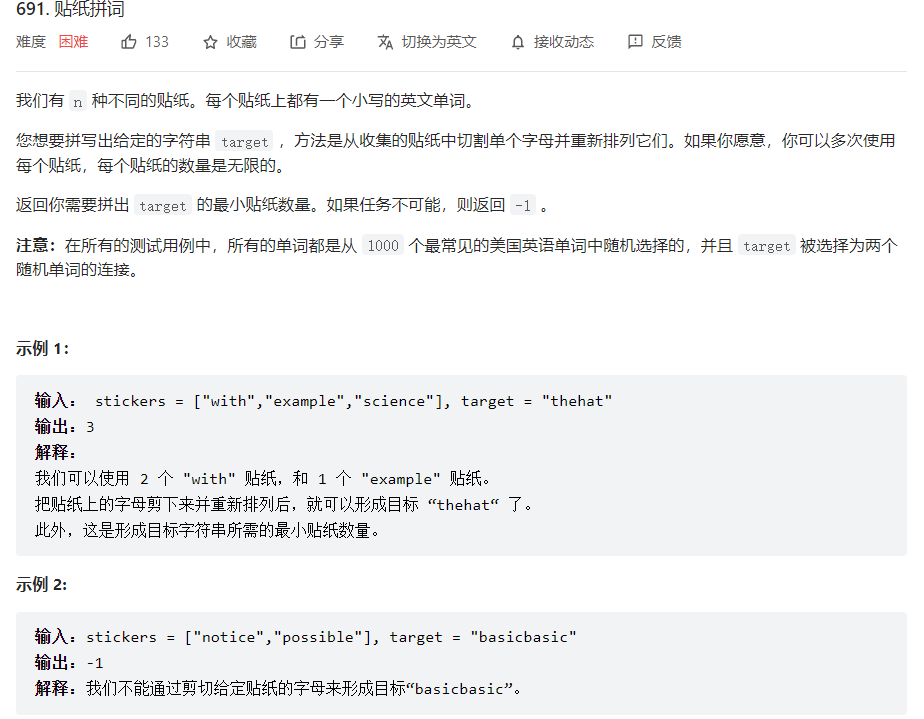 691. 贴纸拼词
难度 困难 133 收藏 分享 切换为英文 接收动态 反馈
我们有 n 种不同的贴纸。每个贴纸上都有一个小写的英文单词。
您想要拼写出给定的字符串 target ，方法是从收集的贴纸中切割单个字母并重新排列它们。如果你愿意，你可以多次使用
每个贴纸，每个贴纸的数量是无限的。
返回你需要拼出 target 的最小贴纸数量。如果任务不可能，则返回 -1 。
注意：在所有的测试用例中，所有的单词都是从 1000 个最常见的美国英语单词中随机选择的，并且 target 被选择为两个
随机单词的连接。
示例 1：
输入： stickers = ["with","example","science"], target = "thehat"
输出：3
解释：
我们可以使用 2 个 "with" 贴纸，和 1 个 "example" 贴纸。
把贴纸上的字母剪下来并重新排列后，就可以形成目标 “thehat“ 了。
此外，这是形成目标字符串所需的最小贴纸数量。
示例 2:
输入：stickers = ["notice","possible"], target = "basicbasic"
输出：-1
解释：我们不能通过剪切给定贴纸的字母来形成目标“basicbasic”。